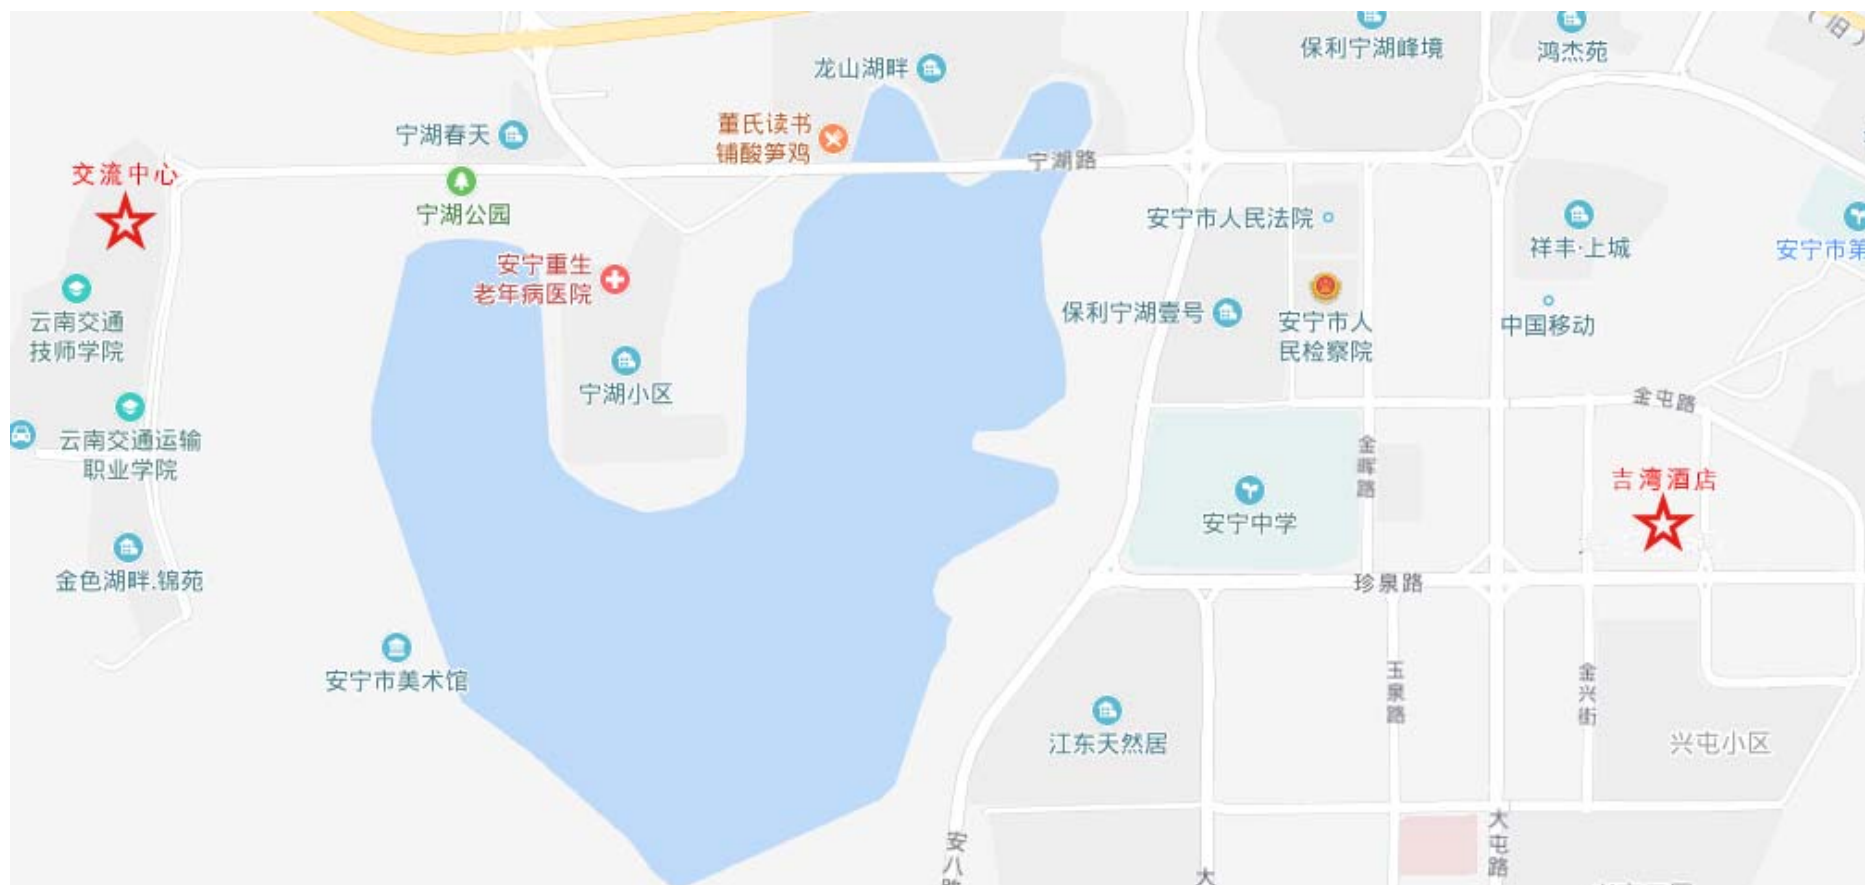 保利宁湖峰境
鸿杰苑
（旧）
龙山湖畔
宁湖春天
董氏读书
铺酸笋鸡
宁湖路
交流中心
宁湖公园
安宁市人民法院
祥丰·上城
安宁市第
安宁重生
老年病医院
云南交通
技师学院
保利宁湖壹号
安宁市人
民检察院
中国移动
宁湖小区
金屯路
云南交通运输
职业学院
金晖路
吉湾酒店
安宁中学
金色湖畔.锦苑
珍泉路
安宁市美术馆
玉泉路
金兴街
江东天然居
兴屯小区
安八
大屯路
大